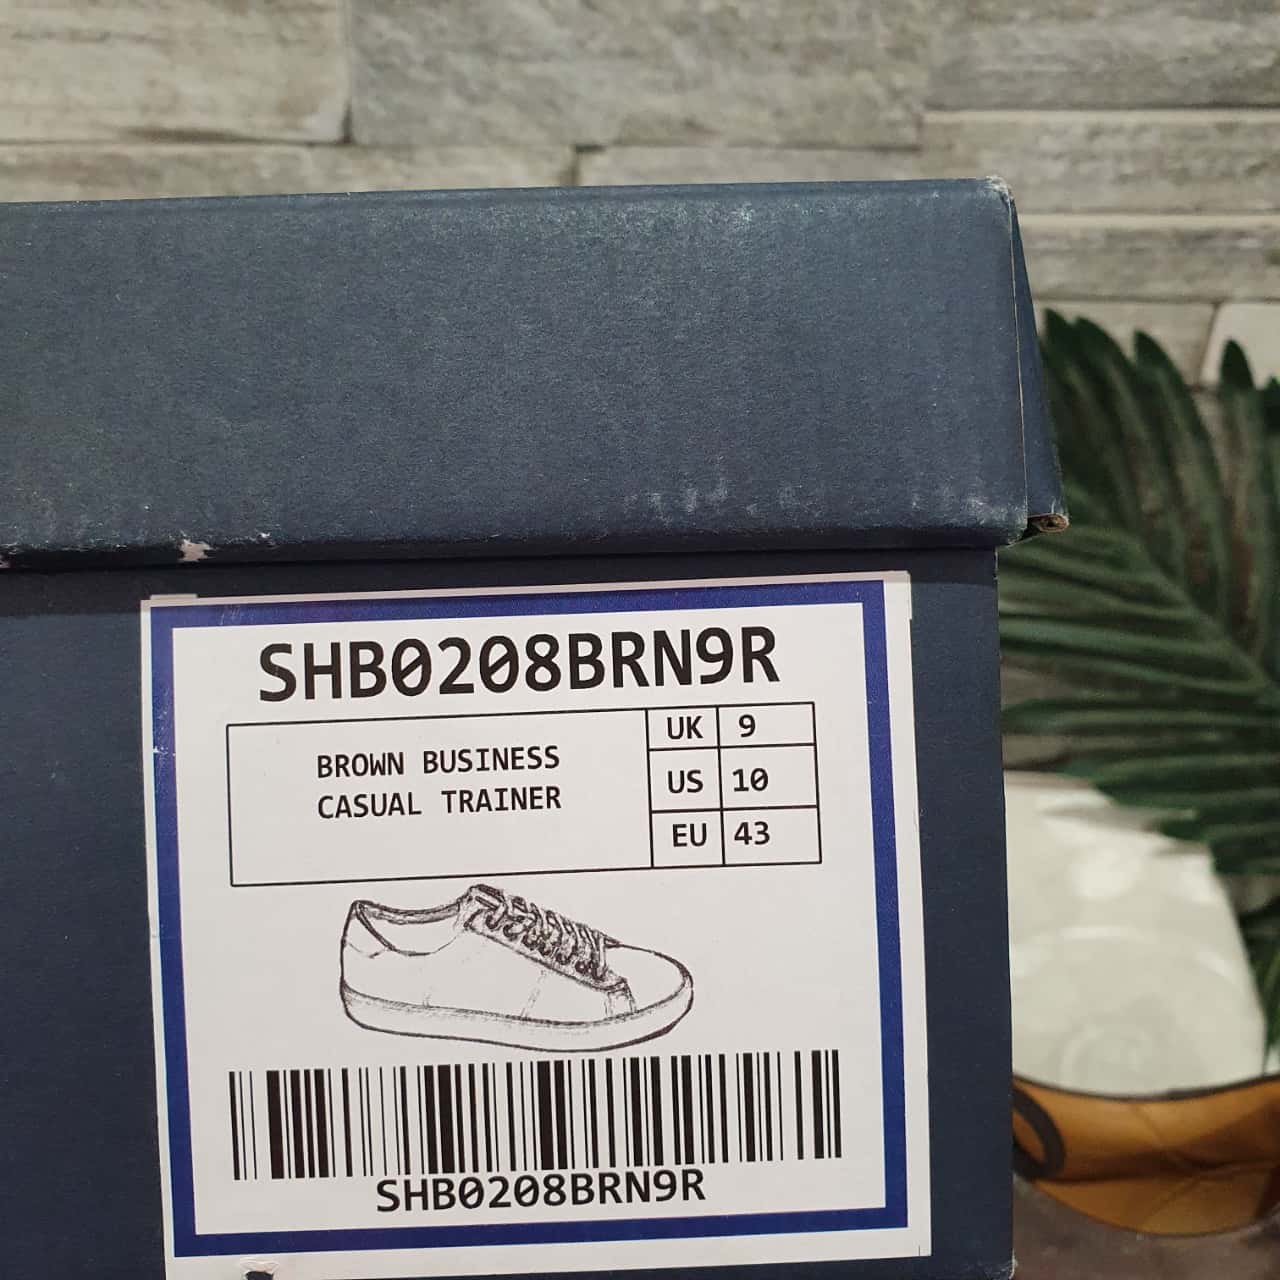 SHB0208BRN9R
BROWN BUSINESS
CASUAL TRAINER
UK 9
US 10
EU 43
SHB0208BRN9R